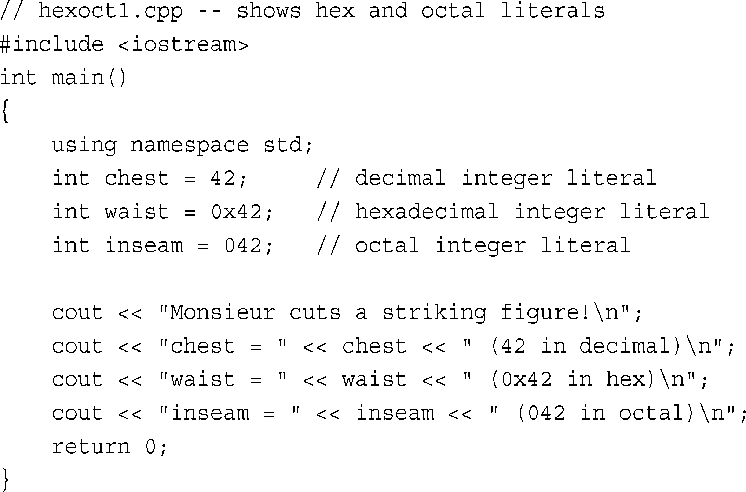 // hexoct1.cpp -- shows hex and octal literals
#include <iostream>
int main()
{
    using namespace std;
    int chest = 42;     // decimal integer literal
    int waist = 0x42;   // hexadecimal integer literal
    int inseam = 042;   // octal integer literal

    cout << "Monsieur cuts a striking figure!\n";
    cout << "chest = " << chest << " (42 in decimal)\n";
    cout << "waist = " << waist << " (0x42 in hex)\n";
    cout << "inseam = " << inseam << " (042 in octal)\n";
    return 0;
}